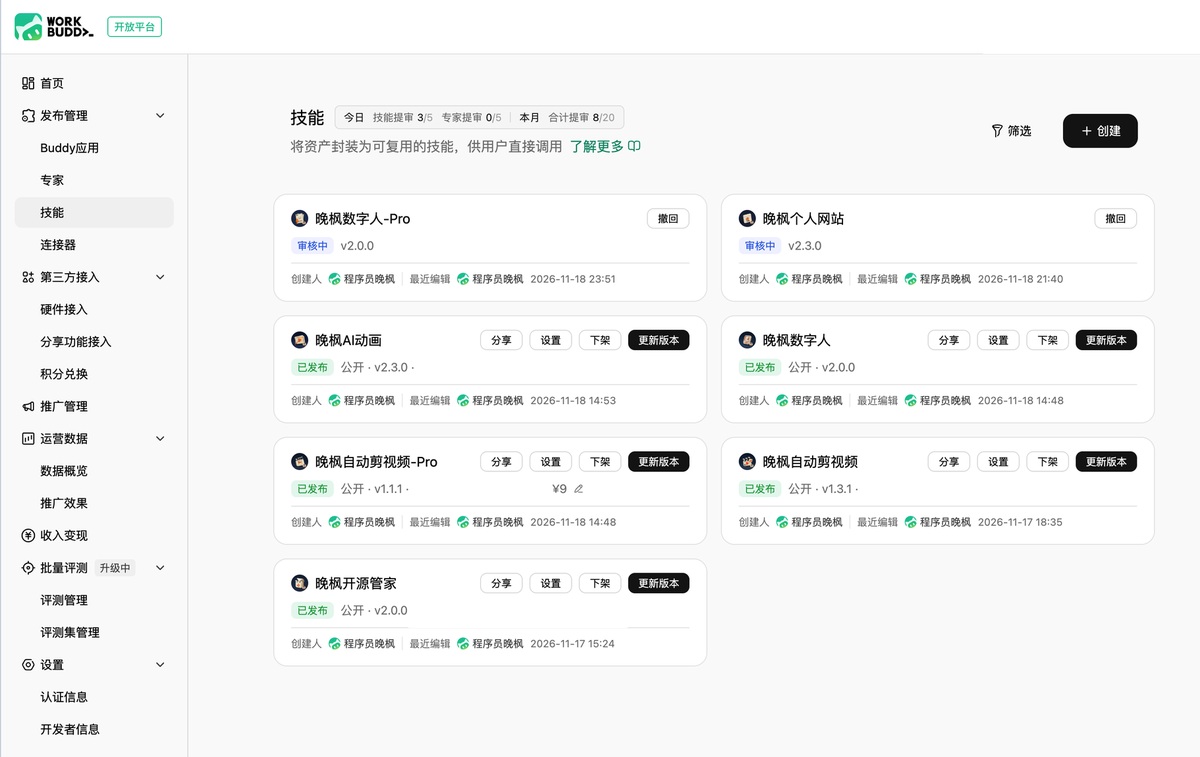 WORK
BUDD>_ 开放平台
首页
发布管理
Buddy应用
专家
技能
连接器
第三方接入
硬件接入
分享功能接入
积分兑换
推广管理
运营数据
数据概览
推广效果
收入变现
批量评测 升级中
评测管理
评测集管理
设置
认证信息
开发者信息
技能 今日 技能提审 3/5 专家提审 0/5 本月 合计提审 8/20
将资产封装为可复用的技能，供用户直接调用 了解更多
筛选
+ 创建
晚枫数字人-Pro 撤回
审核中 v2.0.0
创建人 程序员晚枫 最近编辑 程序员晚枫 2026-11-18 23:51
晚枫个人网站 撤回
审核中 v2.3.0
创建人 程序员晚枫 最近编辑 程序员晚枫 2026-11-18 21:40
晚枫AI动画 分享 设置 下架 更新版本
已发布 公开 · v2.3.0 ·
创建人 程序员晚枫 最近编辑 程序员晚枫 2026-11-18 14:53
晚枫数字人 分享 设置 下架 更新版本
已发布 公开 · v2.0.0
创建人 程序员晚枫 最近编辑 程序员晚枫 2026-11-18 14:48
晚枫自动剪视频-Pro 分享 设置 下架 更新版本
已发布 公开 · v1.1.1 · ¥9
创建人 程序员晚枫 最近编辑 程序员晚枫 2026-11-18 14:48
晚枫自动剪视频 分享 设置 下架 更新版本
已发布 公开 · v1.3.1 ·
创建人 程序员晚枫 最近编辑 程序员晚枫 2026-11-17 18:35
晚枫开源管家 分享 设置 下架 更新版本
已发布 公开 · v2.0.0
创建人 程序员晚枫 最近编辑 程序员晚枫 2026-11-17 15:24